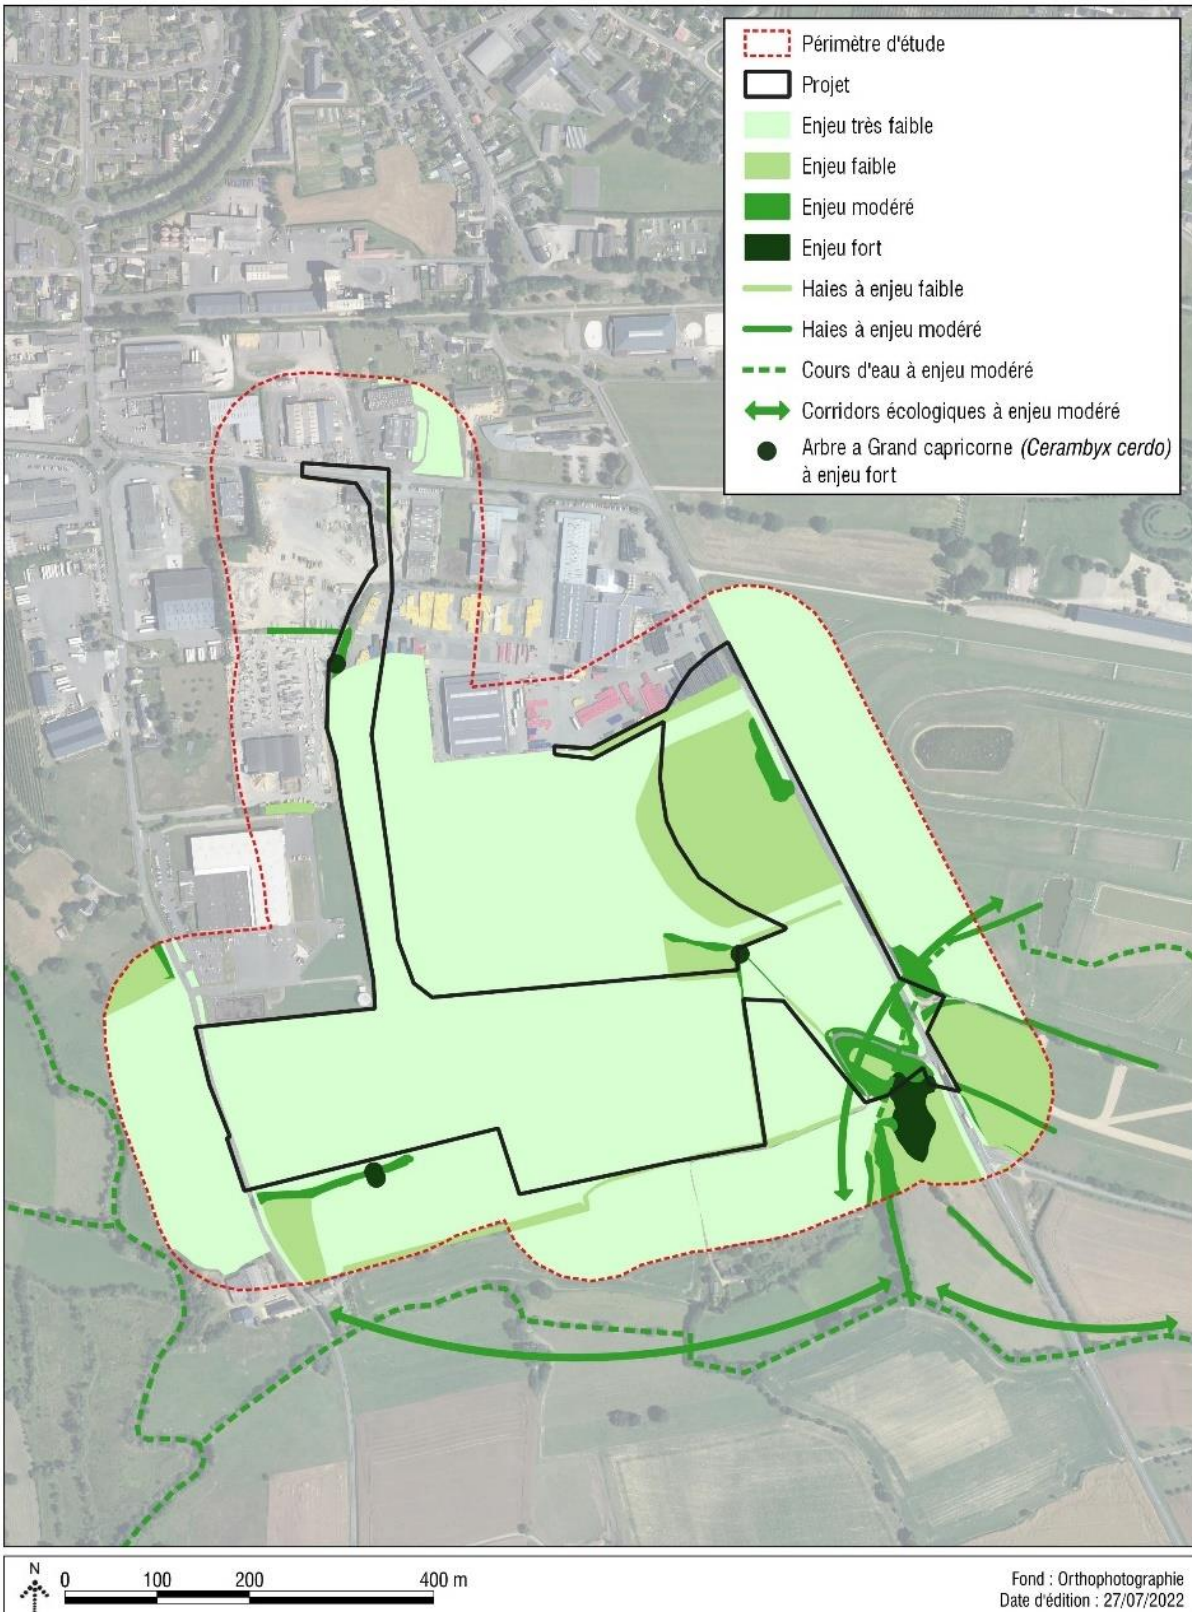 Périmètre d'étude
Projet
Enjeu très faible
Enjeu faible
Enjeu modéré
Enjeu fort
Haies à enjeu faible
Haies à enjeu modéré
Cours d'eau à enjeu modéré
Corridors écologiques à enjeu modéré
Arbre a Grand capricorne (Cerambyx cerdo)
à enjeu fort
N
0 100 200 400 m
Fond : Orthophotographie
Date d'édition : 27/07/2022